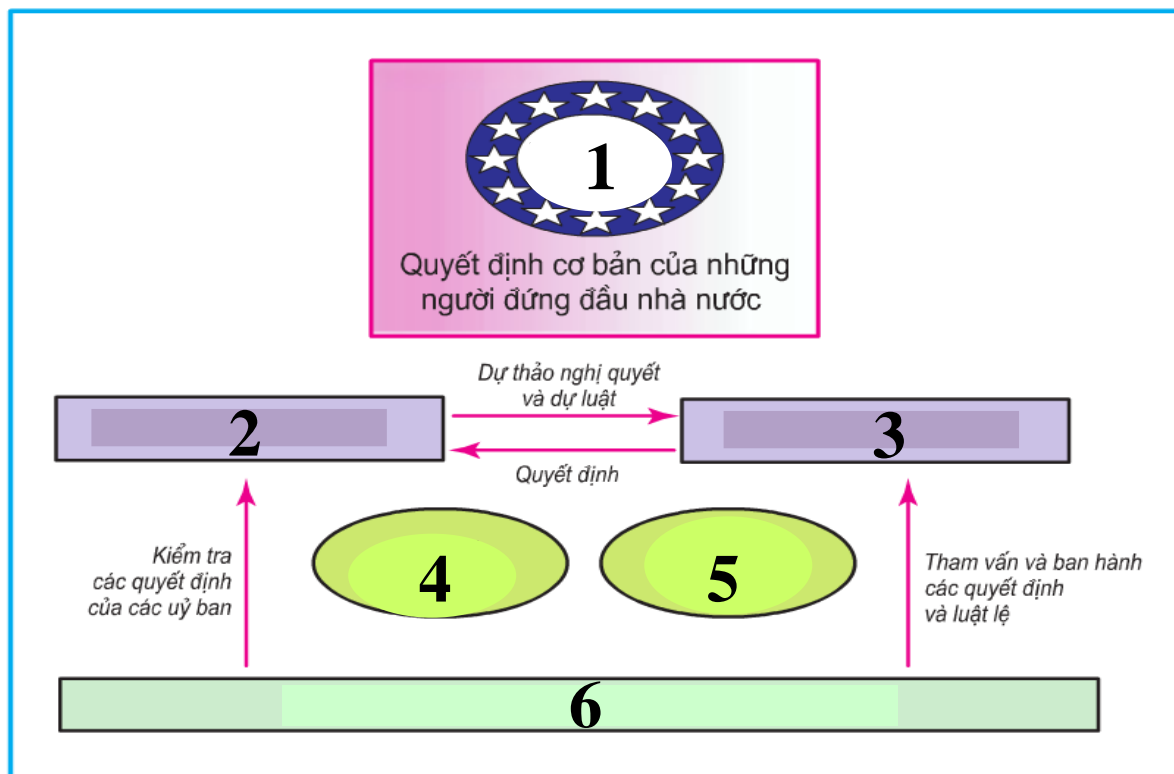 1
Quyết định cơ bản của những
người đứng đầu nhà nước
Dự thảo nghị quyết
và dự luật
2
3
Quyết định
Kiểm tra
các quyết định
của các uỷ ban
4
5
Tham vấn và ban hành
các quyết định
và luật lệ
6